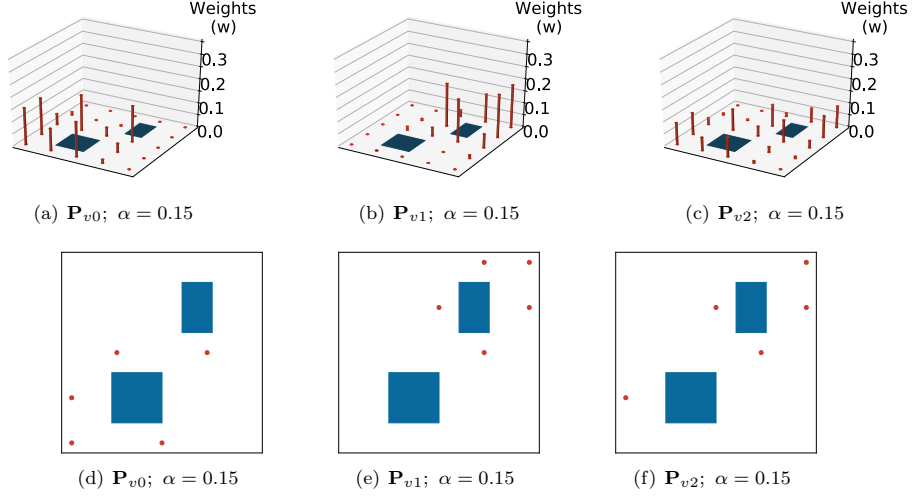 Weights
(w)
0.3
0.2
0.1
0.0
Weights
(w)
0.3
0.2
0.1
0.0
Weights
(w)
0.3
0.2
0.1
0.0
(a) P_{v0}; α = 0.15
(b) P_{v1}; α = 0.15
(c) P_{v2}; α = 0.15
(d) P_{v0}; α = 0.15
(e) P_{v1}; α = 0.15
(f) P_{v2}; α = 0.15